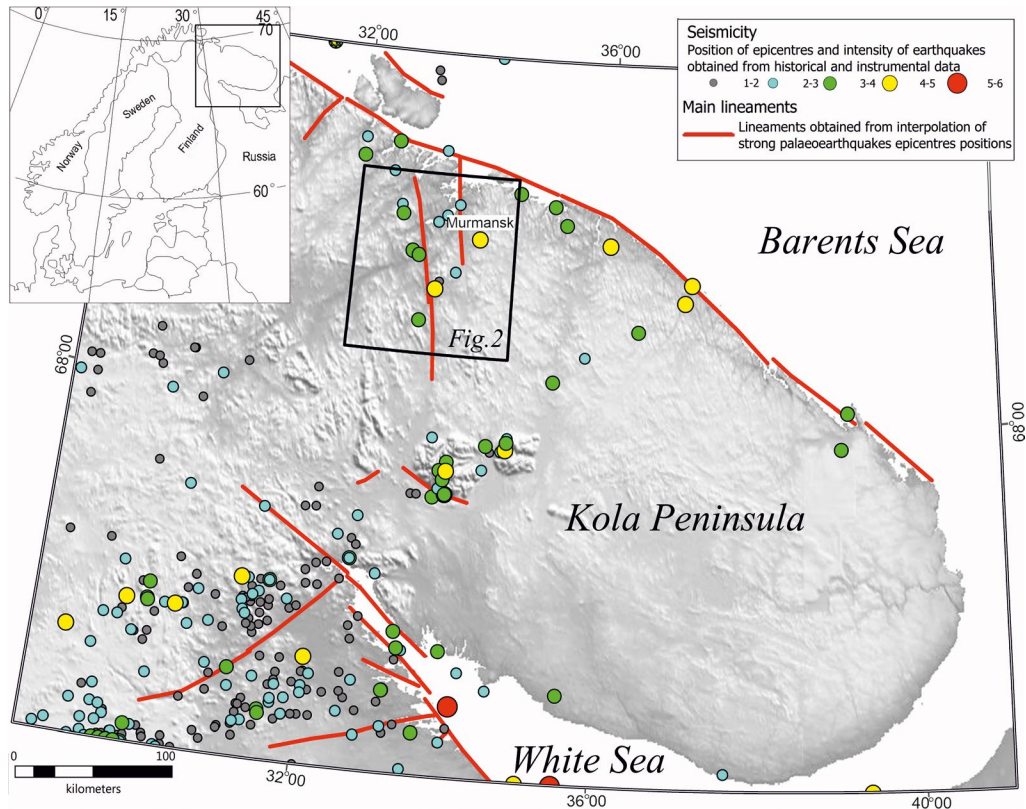 0°
15°
30°
45°
70°
Sweden
Norway
Finland
Russia
60°
32°00
36°00
Seismicity
Position of epicentres and intensity of earthquakes
obtained from historical and instrumental data
1-2 2-3 3-4 4-5 5-6
Main lineaments
Lineaments obtained from interpolation of
strong palaeoearthquakes epicentres positions
Murmansk
Barents Sea
Fig.2
68°00
68°00
Kola Peninsula
White Sea
0 100
kilometers
32°00
36°00
40°00